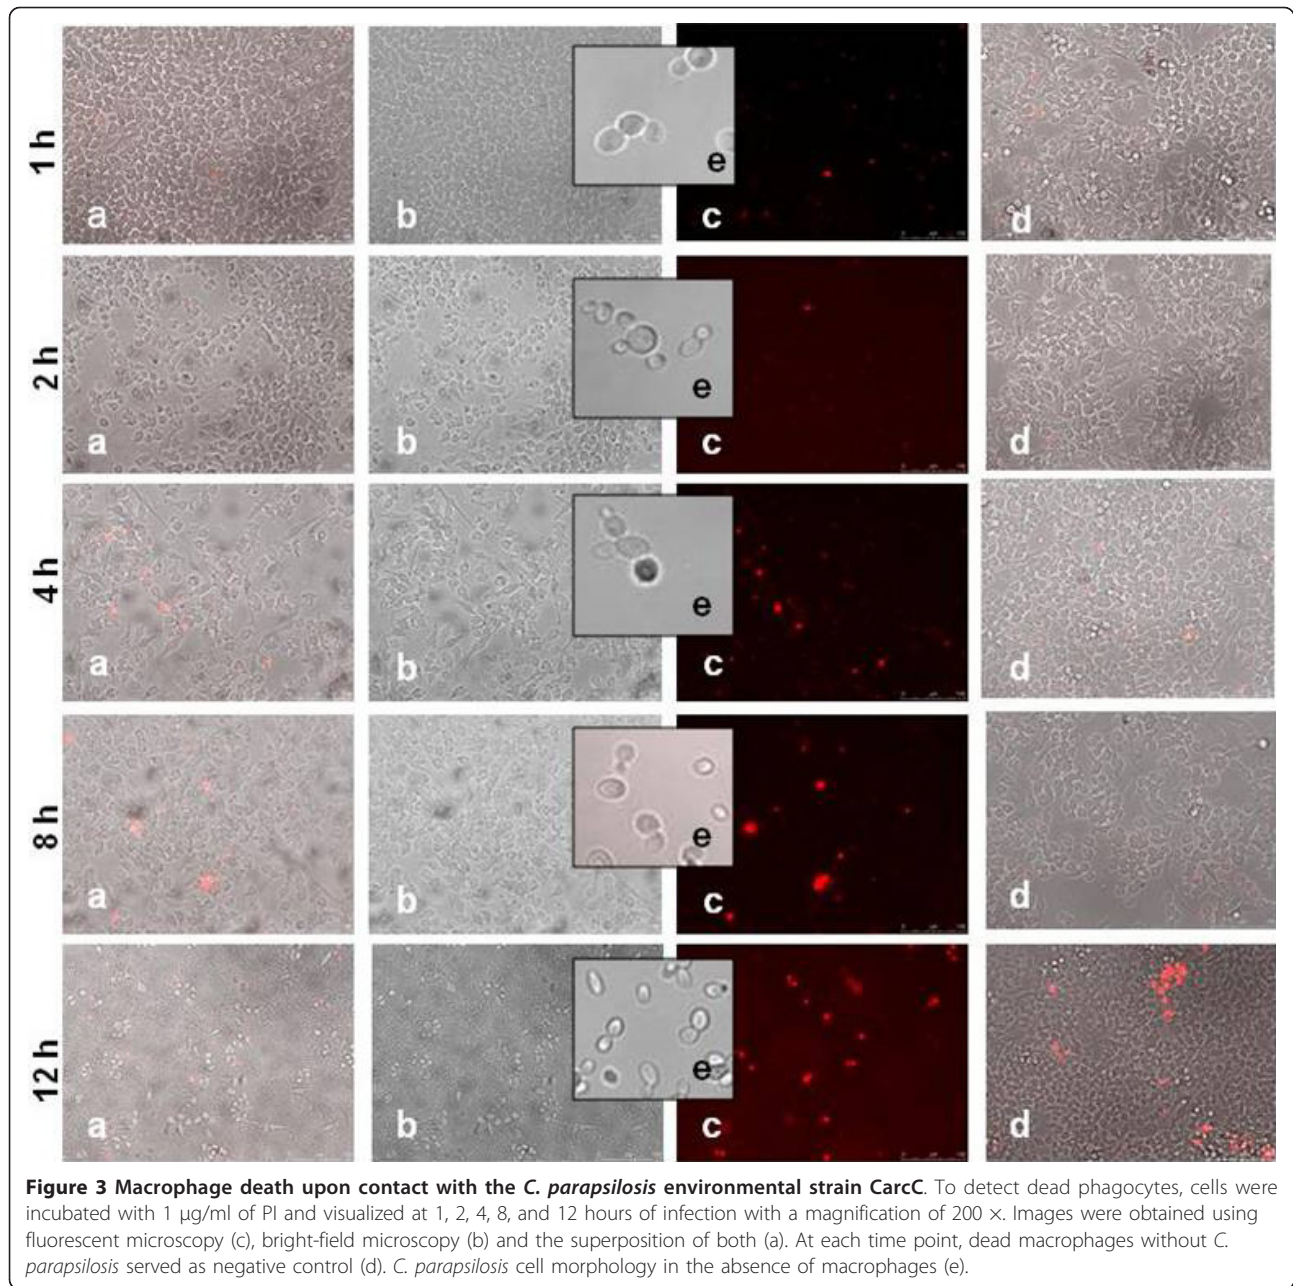 1 h
a
b
e
c
d
2 h
a
b
e
c
d
4 h
a
b
e
c
d
8 h
a
b
e
c
d
12 h
a
b
e
c
d
Figure 3 Macrophage death upon contact with the C. parapsilosis environmental strain CarcC. To detect dead phagocytes, cells were
incubated with 1 μg/ml of PI and visualized at 1, 2, 4, 8, and 12 hours of infection with a magnification of 200 ×. Images were obtained using
fluorescent microscopy (c), bright-field microscopy (b) and the superposition of both (a). At each time point, dead macrophages without C.
parapsilosis served as negative control (d). C. parapsilosis cell morphology in the absence of macrophages (e).